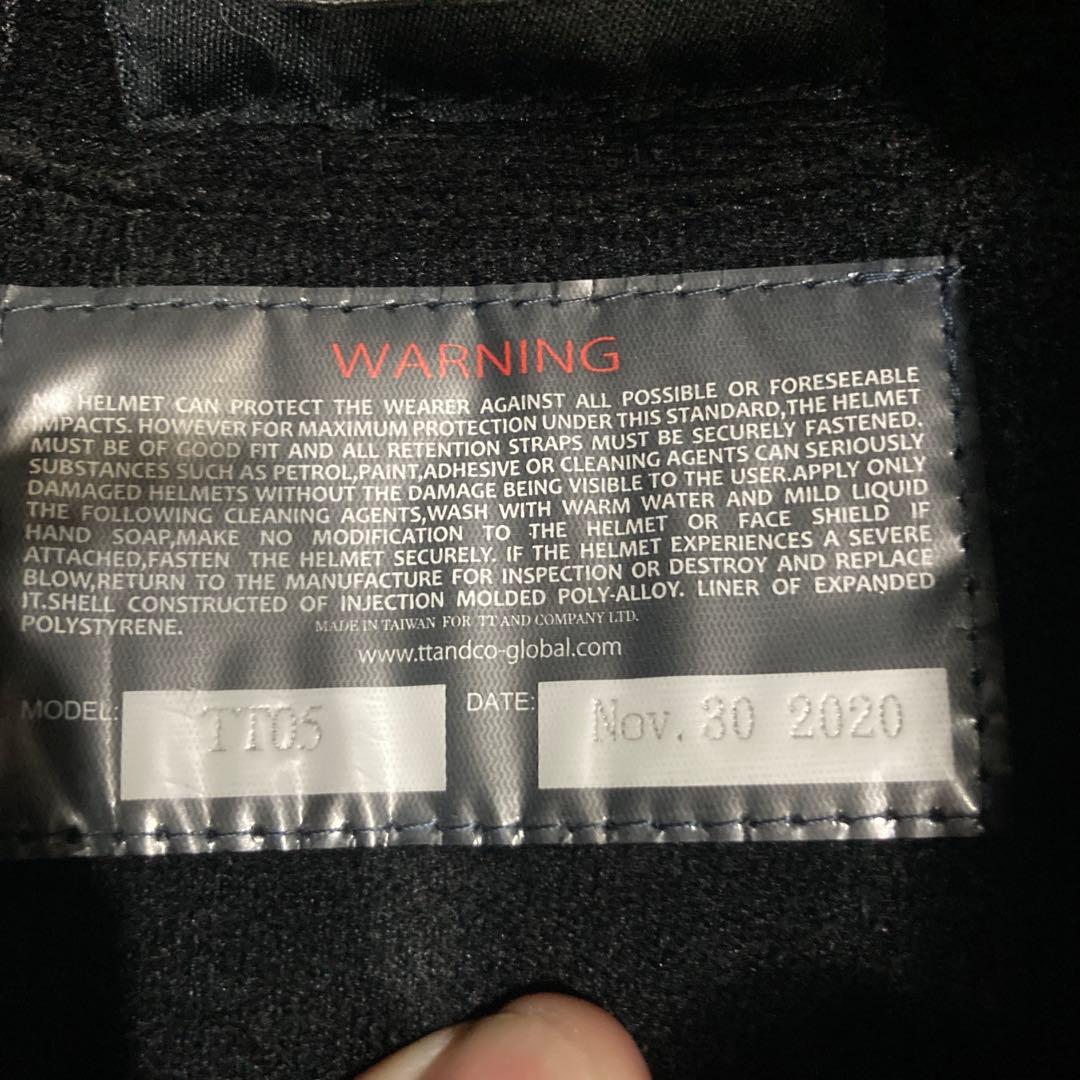 WARNING
NO HELMET CAN PROTECT THE WEARER AGAINST ALL POSSIBLE OR FORESEEABLE
IMPACTS. HOWEVER FOR MAXIMUM PROTECTION UNDER THIS STANDARD,THE HELMET
MUST BE OF GOOD FIT AND ALL RETENTION STRAPS MUST BE SECURELY FASTENED.
SUBSTANCES SUCH AS PETROL,PAINT,ADHESIVE OR CLEANING AGENTS CAN SERIOUSLY
DAMAGED HELMETS WITHOUT THE DAMAGE BEING VISIBLE TO THE USER.APPLY ONLY
THE FOLLOWING CLEANING AGENTS,WASH WITH WARM WATER AND MILD LIQUID
HAND SOAP,MAKE NO MODIFICATION TO THE HELMET OR FACE SHIELD IF
ATTACHED,FASTEN THE HELMET SECURELY. IF THE HELMET EXPERIENCES A SEVERE
BLOW,RETURN TO THE MANUFACTURE FOR INSPECTION OR DESTROY AND REPLACE
IT.SHELL CONSTRUCTED OF INJECTION MOLDED POLY-ALLOY. LINER OF EXPANDED
POLYSTYRENE.
MADE IN TAIWAN FOR TT AND COMPANY LTD.
www.ttandco-global.com
MODEL: TT05
DATE: Nov. 30 2020